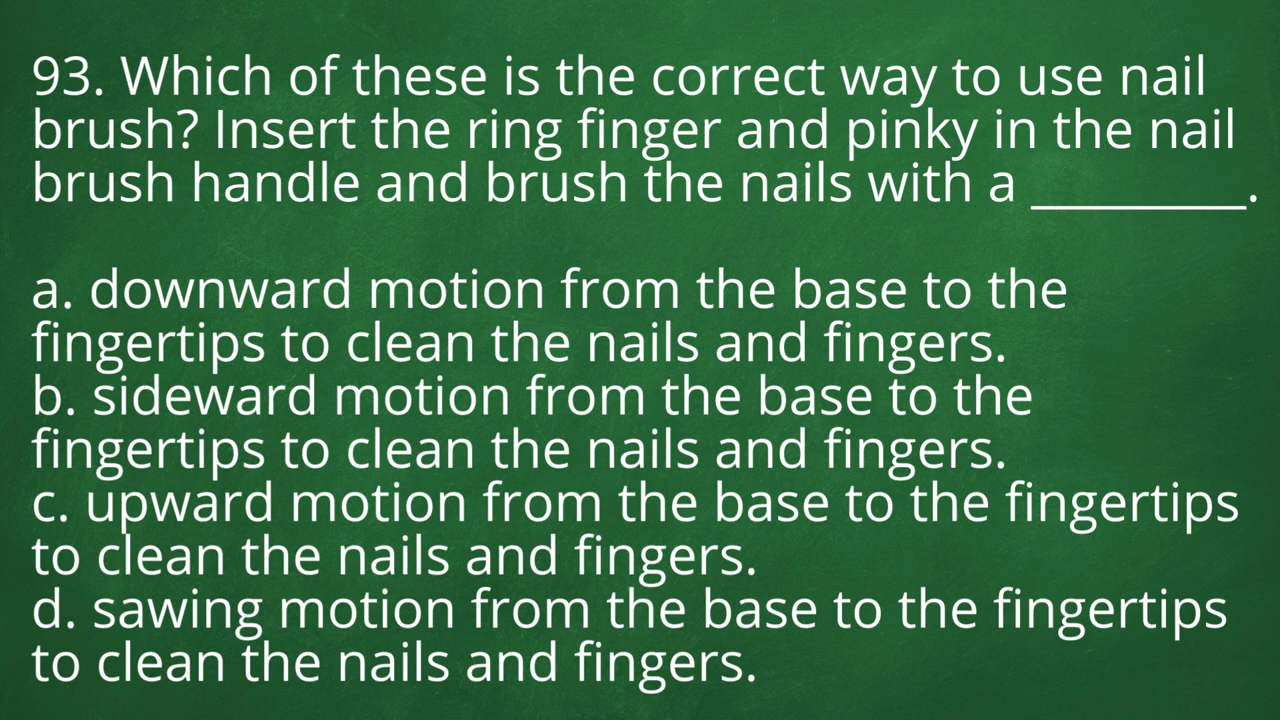 93. Which of these is the correct way to use nail
brush? Insert the ring finger and pinky in the nail
brush handle and brush the nails with a ________.
a. downward motion from the base to the
fingertips to clean the nails and fingers.
b. sideward motion from the base to the
fingertips to clean the nails and fingers.
c. upward motion from the base to the fingertips
to clean the nails and fingers.
d. sawing motion from the base to the fingertips
to clean the nails and fingers.